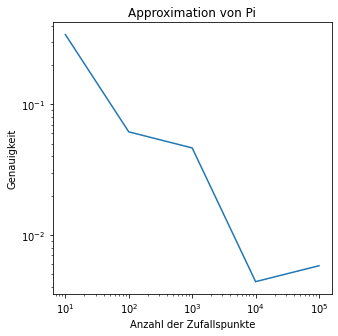 Approximation von Pi
Genauigkeit
10⁻¹
10⁻²
10¹ 10² 10³ 10⁴ 10⁵
Anzahl der Zufallspunkte